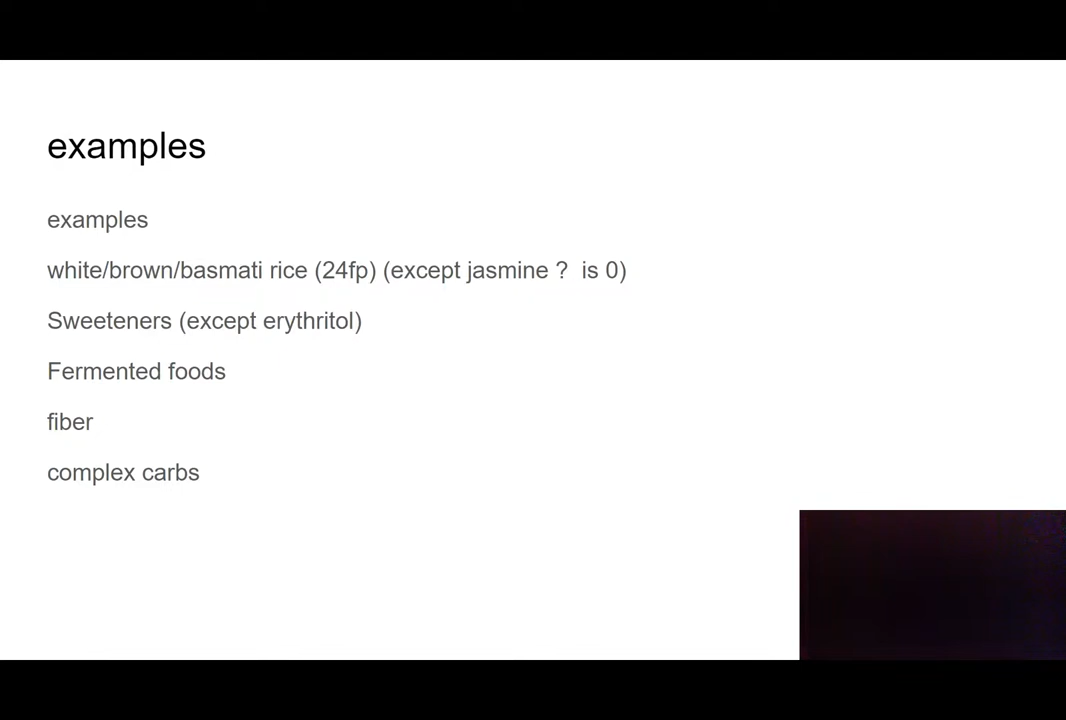 examples
examples
white/brown/basmati rice (24fp) (except jasmine ?  is 0)
Sweeteners (except erythritol)
Fermented foods
fiber
complex carbs